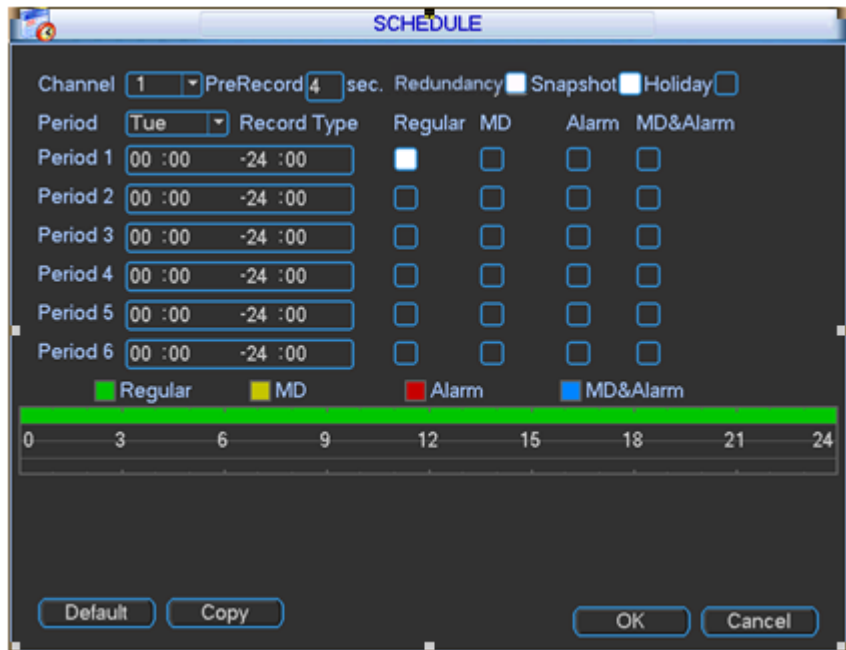 SCHEDULE
Channel 1 PreRecord 4 sec. Redundancy Snapshot Holiday
Period Tue Record Type Regular MD Alarm MD&Alarm
Period 1 00 :00 -24 :00
Period 2 00 :00 -24 :00
Period 3 00 :00 -24 :00
Period 4 00 :00 -24 :00
Period 5 00 :00 -24 :00
Period 6 00 :00 -24 :00
Regular MD Alarm MD&Alarm
0 3 6 9 12 15 18 21 24
Default Copy OK Cancel